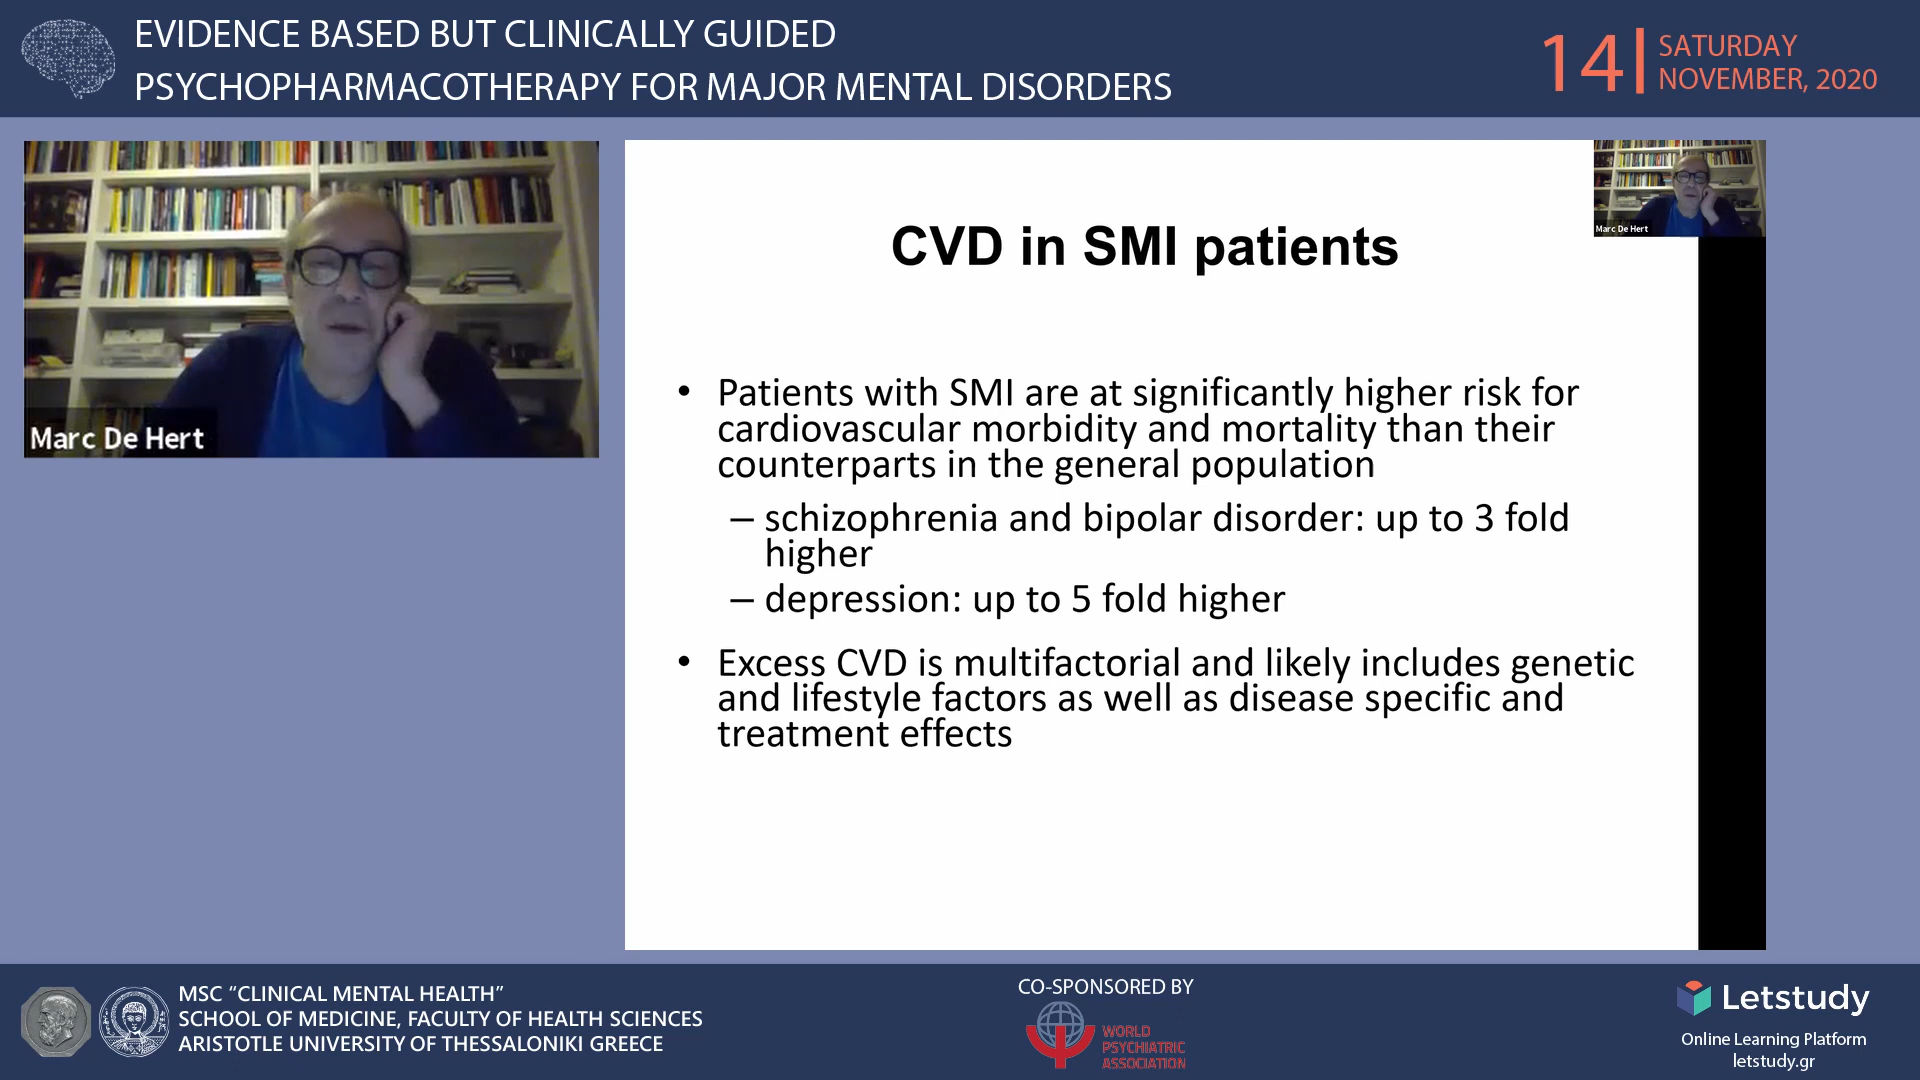 EVIDENCE BASED BUT CLINICALLY GUIDED
PSYCHOPHARMACOTHERAPY FOR MAJOR MENTAL DISORDERS
14
SATURDAY
NOVEMBER, 2020
Marc De Hert
Marc De Hert
CVD in SMI patients
• Patients with SMI are at significantly higher risk for
cardiovascular morbidity and mortality than their
counterparts in the general population
– schizophrenia and bipolar disorder: up to 3 fold
higher
– depression: up to 5 fold higher
• Excess CVD is multifactorial and likely includes genetic
and lifestyle factors as well as disease specific and
treatment effects
MSC “CLINICAL MENTAL HEALTH”
SCHOOL OF MEDICINE, FACULTY OF HEALTH SCIENCES
ARISTOTLE UNIVERSITY OF THESSALONIKI GREECE
CO-SPONSORED BY
WORLD
PSYCHIATRIC
ASSOCIATION
Letstudy
Online Learning Platform
letstudy.gr